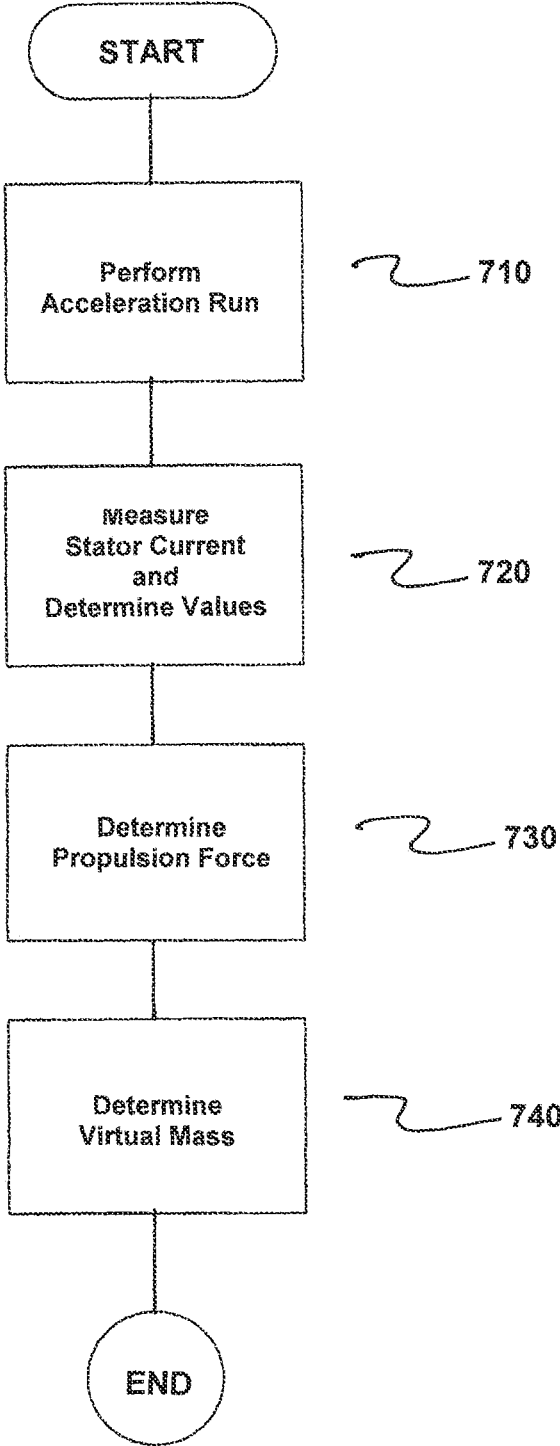 START
Perform
Acceleration Run
710
Measure
Stator Current
and
Determine Values
720
Determine
Propulsion Force
730
Determine
Virtual Mass
740
END